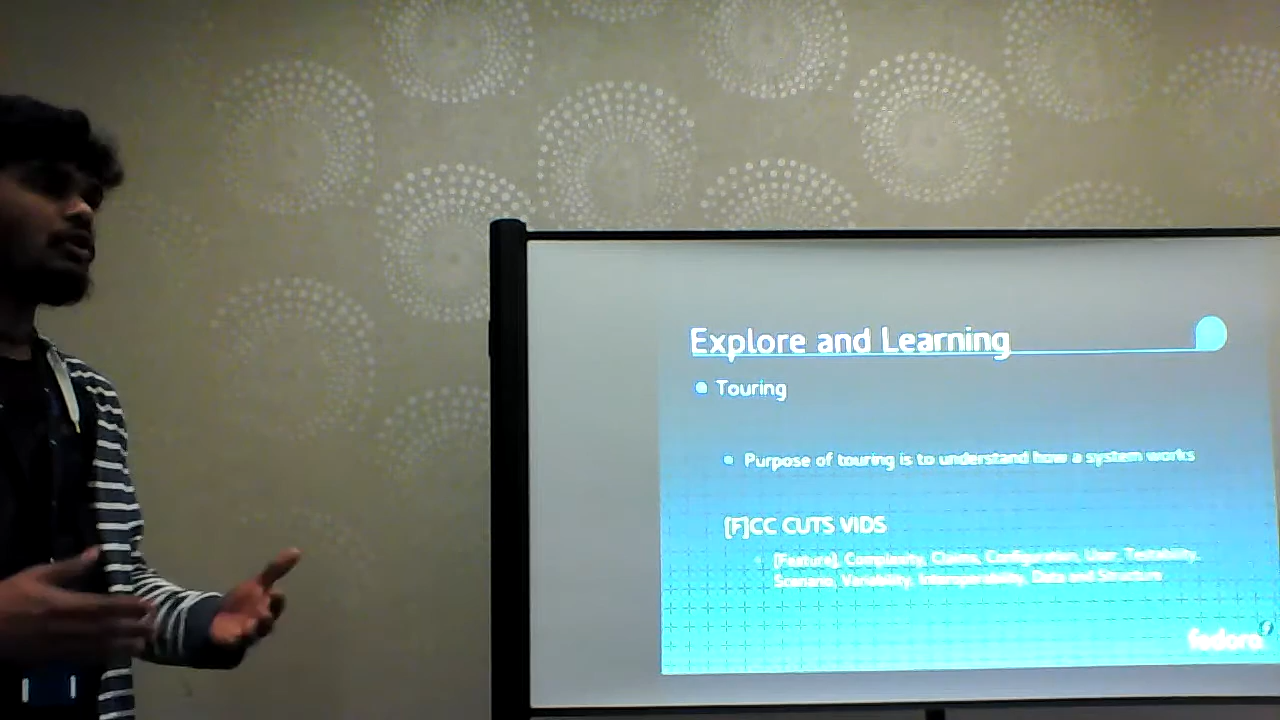 Explore and Learning
Touring
Purpose of touring is to understand how a system works
[F]CC CUTS VIDS
[Feature], Complexity, Claims, Configuration, User, Testability,
Scenario, Variability, Interoperability, Data and Structure
fedora